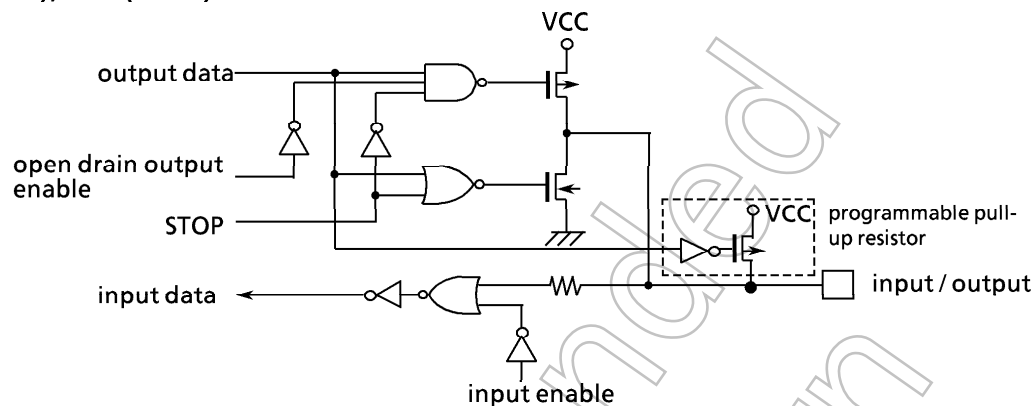 VCC
output data
open drain output
enable
STOP
VCC
programmable pull-
up resistor
input data
input / output
input enable